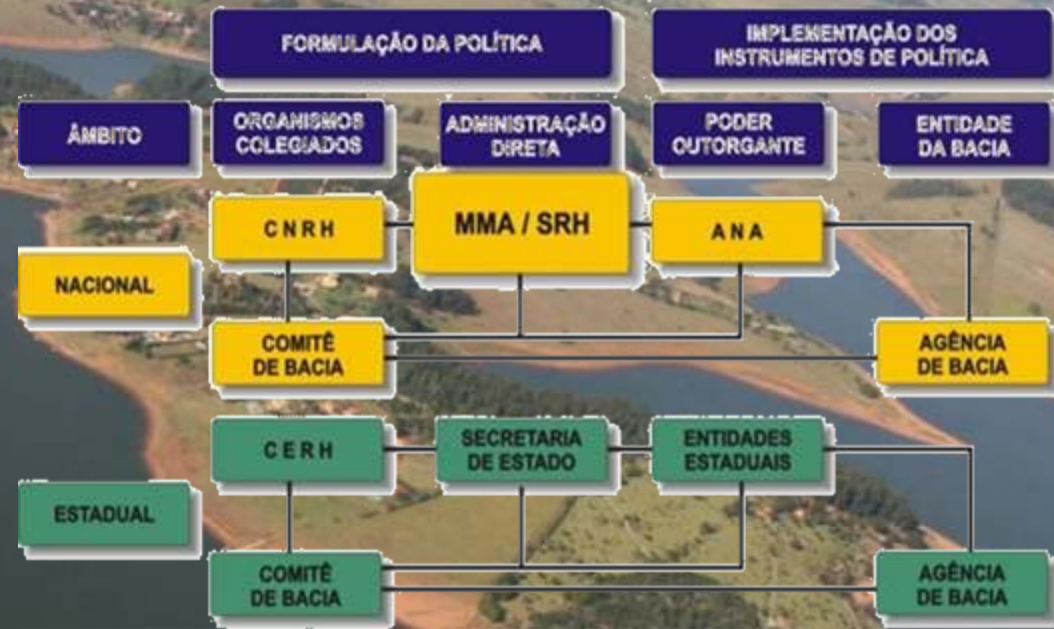 FORMULAÇÃO DA POLÍTICA
IMPLEMENTAÇÃO DOS
INSTRUMENTOS DE POLÍTICA
ÂMBITO
ORGANISMOS
COLEGIADOS
ADMINISTRAÇÃO
DIRETA
PODER
OUTORGANTE
ENTIDADE
DA BACIA
NACIONAL
CNRH
MMA / SRH
ANA
COMITÊ
DE BACIA
AGÊNCIA
DE BACIA
ESTADUAL
CERH
SECRETARIA
DE ESTADO
ENTIDADES
ESTADUAIS
COMITÊ
DE BACIA
AGÊNCIA
DE BACIA